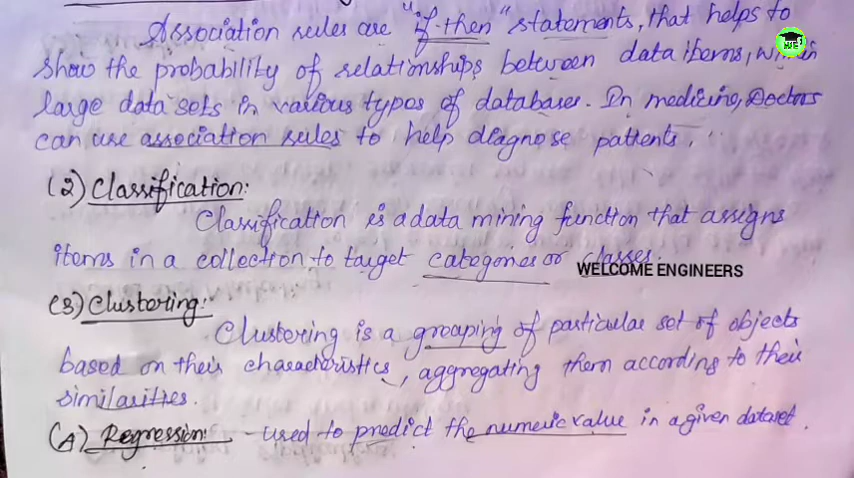 Association rules are "if-then" statements, that helps to
show the probability of relationships between data items, within
large data sets in various types of databases. In medicine, Doctors
can use association rules to help diagnose patients.
(2) Classification:
Classification is a data mining function that assigns
items in a collection to target categories or classes.
WELCOME ENGINEERS
(3) Clustering:
Clustering is a grouping of particular set of objects
based on their characteristics, aggregating them according to their
similarities.
(4) Regression: - used to predict the numeric value in a given dataset.